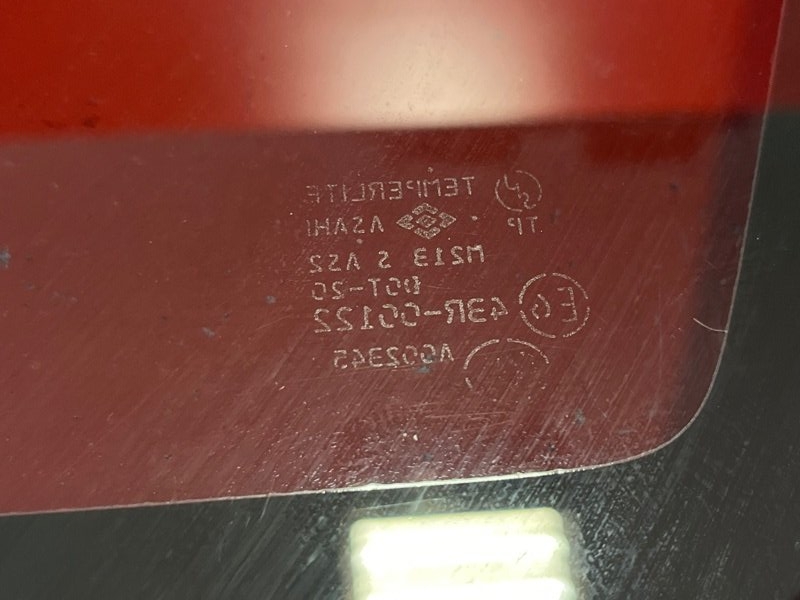 TEMPERLITE
TP ASAHI
M213 S AS2
DOT-20
E6 43R-00122
A002345